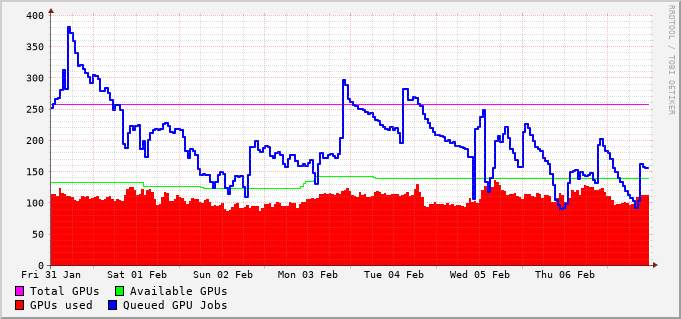 RRDTOOL / TOBI OETIKER
400
350
300
250
200
150
100
50
0
Fri 31 Jan Sat 01 Feb Sun 02 Feb Mon 03 Feb Tue 04 Feb Wed 05 Feb Thu 06 Feb
Total GPUs Available GPUs
GPUs used Queued GPU Jobs